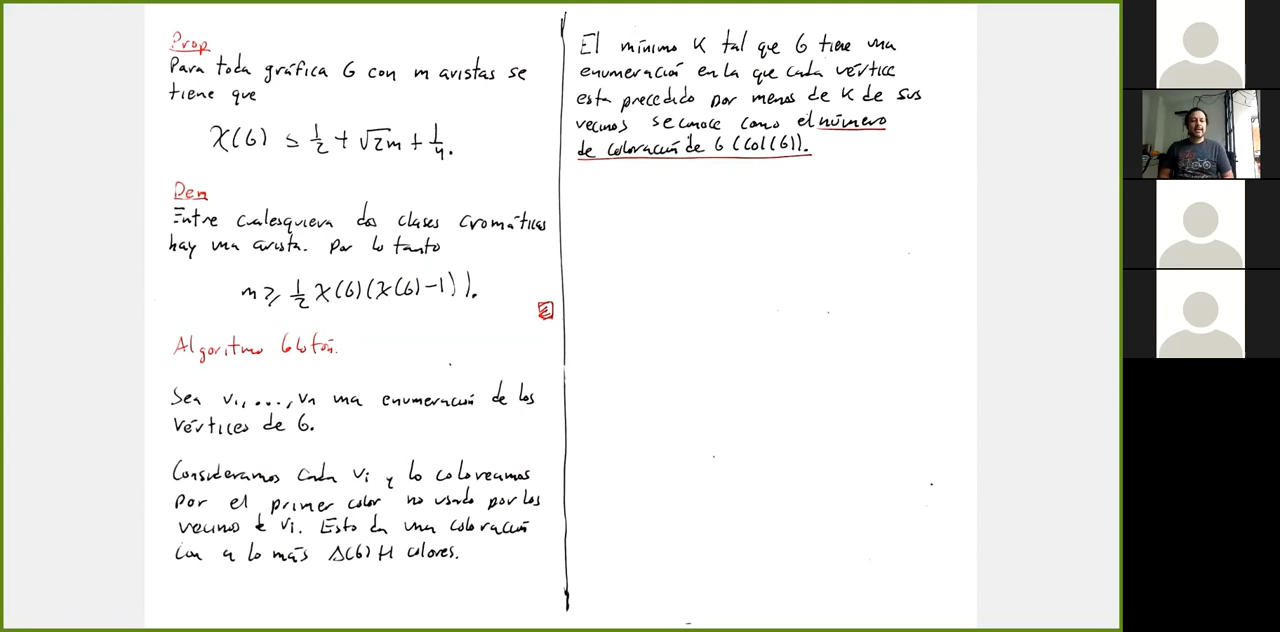 Prop
Para toda gráfica G con m aristas se
tiene que
χ(G) ≤ 1/2 + √2m + 1/4.
Dem
Entre cualesquiera dos clases cromáticas
hay una arista. Por lo tanto
m ≥ 1/2 χ(G)(χ(G)-1)).
Algoritmo Glotón.
Sea v1,...,vn una enumeración de los
vértices de G.
Consideramos cada vi y lo coloreamos
por el primer color no usado por los
vecino de vi. Esto da una coloración
con a lo más Δ(G)+1 colores.
El mínimo K tal que G tiene una
enumeración en la que cada vértice
esta precedido por menos de K de sus
vecinos se conoce como el número
de coloración de G (Col(G)).